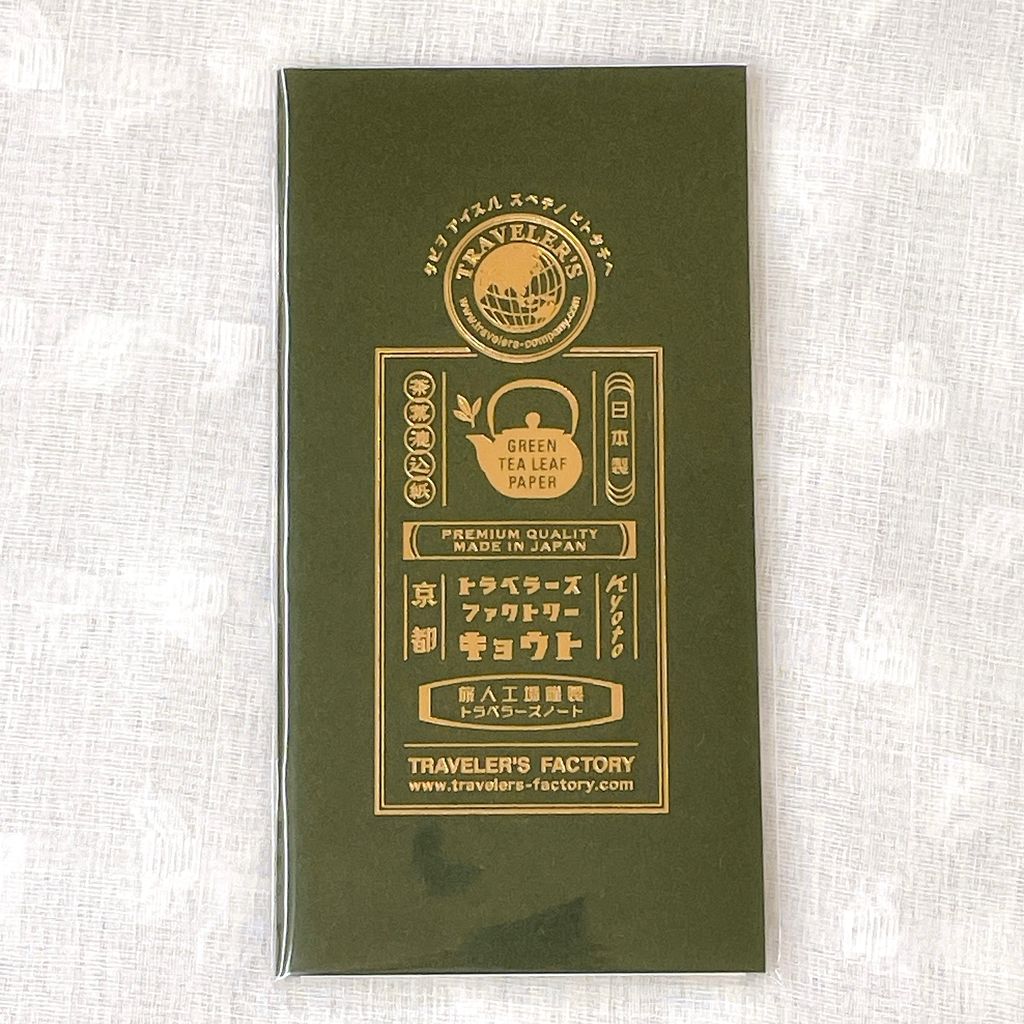 タビヲ アイスル スベテノ ヒトタチヘ
TRAVELER'S
www.travelers-company.com
茶葉漉込紙
GREEN
TEA LEAF
PAPER
日本製
PREMIUM QUALITY
MADE IN JAPAN
京都
トラベラーズ
ファクトリー
キョウト
Kyoto
旅人工場謹製
トラベラーズノート
TRAVELER'S FACTORY
www.travelers-factory.com